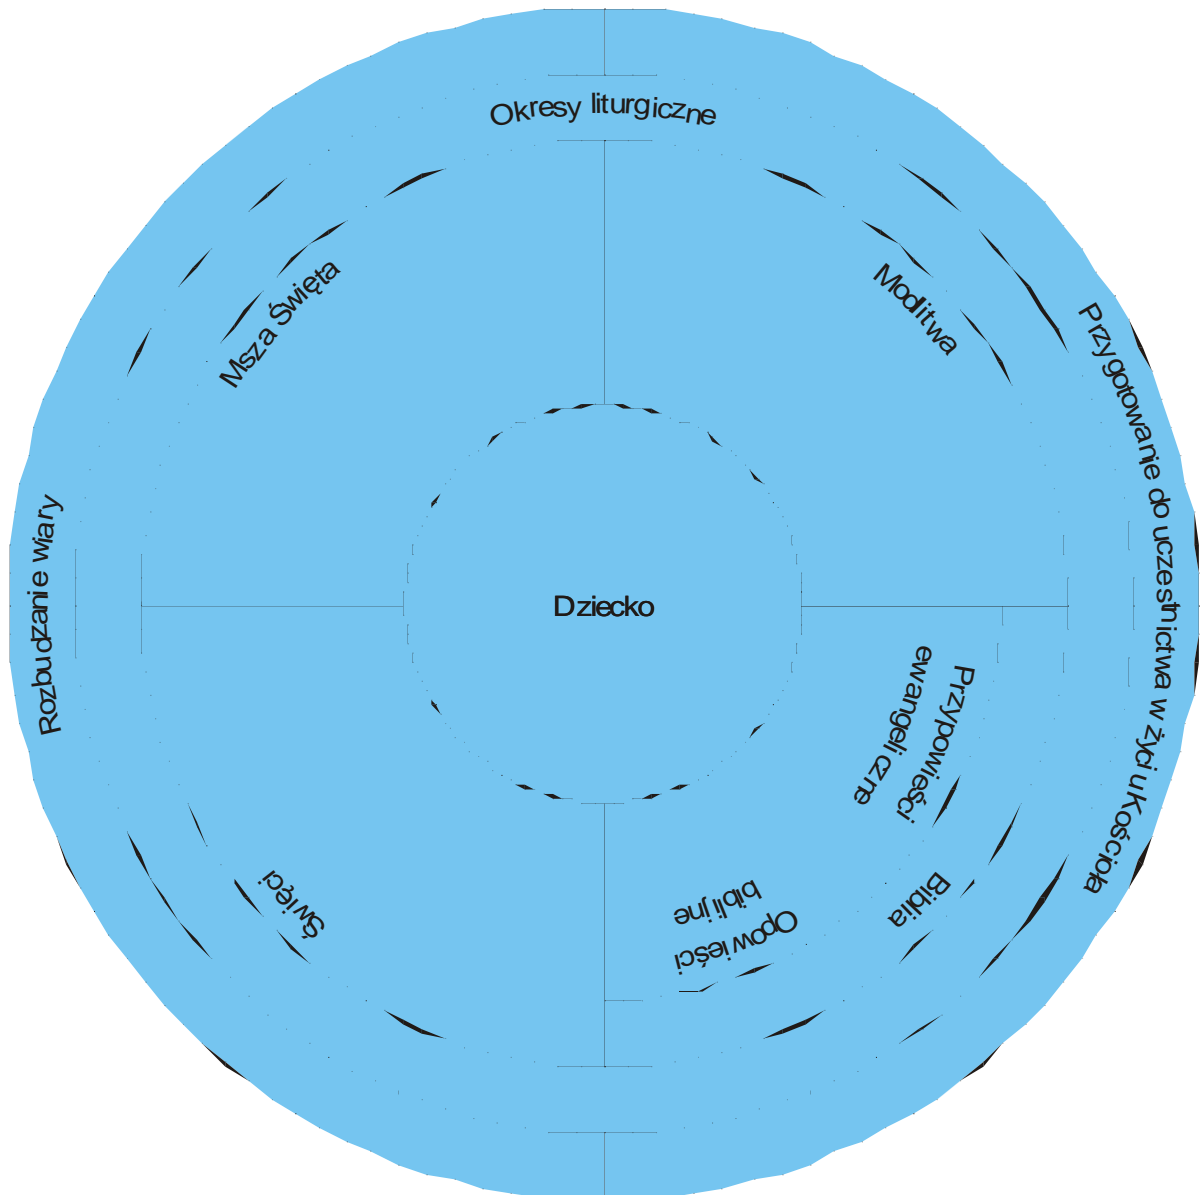 Okresy liturgiczne
Msza Święta
Modlitwa
Przygotowanie do uczestnictwa w życiu Kościoła
Rozbudzanie wiary
Dziecko
Przypowieści
ewangeliczne
Biblia
Opowieści
biblijne
Święci